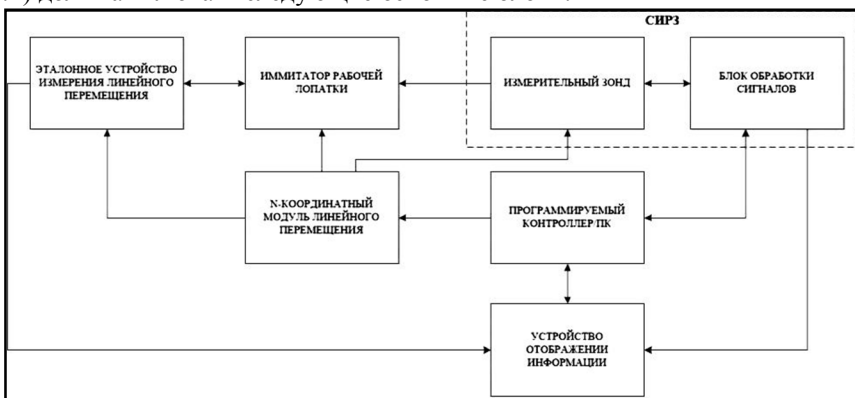 СИРЗ
ЭТАЛОННОЕ УСТРОЙСТВО
ИЗМЕРЕНИЯ ЛИНЕЙНОГО
ПЕРЕМЕЩЕНИЯ
ИММИТАТОР РАБОЧЕЙ
ЛОПАТКИ
ИЗМЕРИТЕЛЬНЫЙ ЗОНД
БЛОК ОБРАБОТКИ
СИГНАЛОВ
N-КООРДИНАТНЫЙ
МОДУЛЬ ЛИНЕЙНОГО
ПЕРЕМЕЩЕНИЯ
ПРОГРАММИРУЕМЫЙ
КОНТРОЛЛЕР/ПК
УСТРОЙСТВО
ОТОБРАЖЕНИИ
ИНФОРМАЦИИ